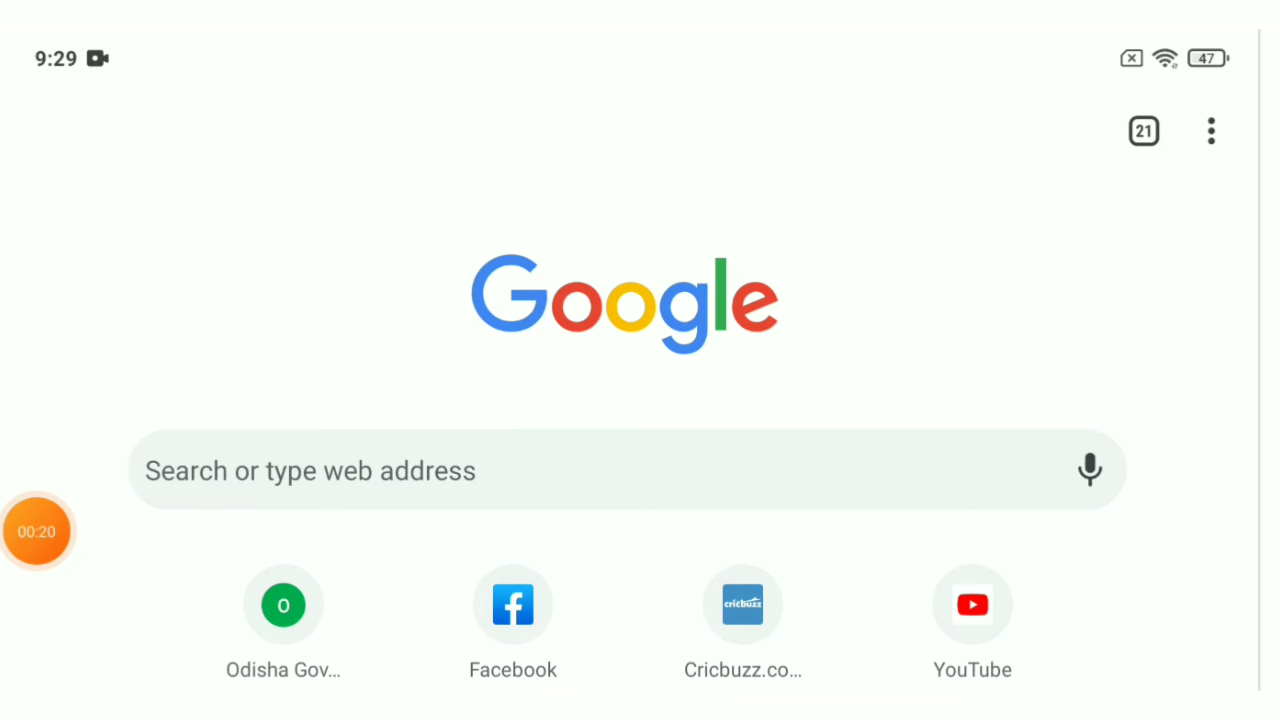 9:29
47
21
Google
Search or type web address
00:20
O
cricbuzz
Odisha Gov...
Facebook
Cricbuzz.co...
YouTube